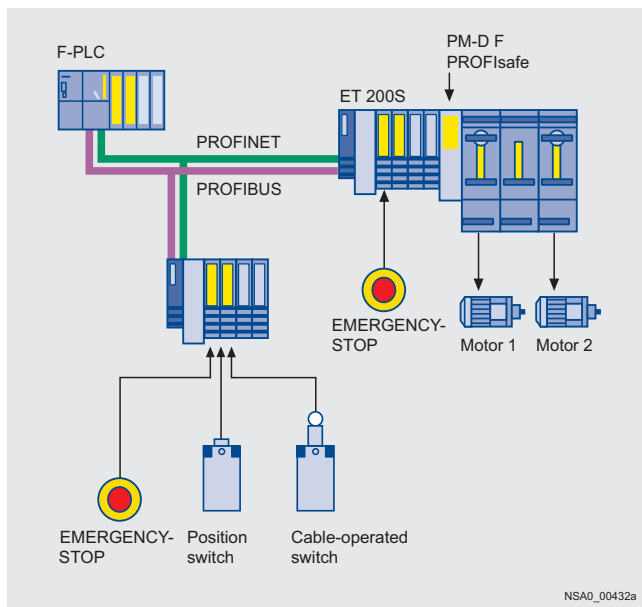 F-PLC
PM-D F
PROFIsafe
ET 200S
PROFINET
PROFIBUS
EMERGENCY-
STOP
Motor 1
Motor 2
EMERGENCY-
STOP
Position
switch
Cable-operated
switch
NSA0_00432a